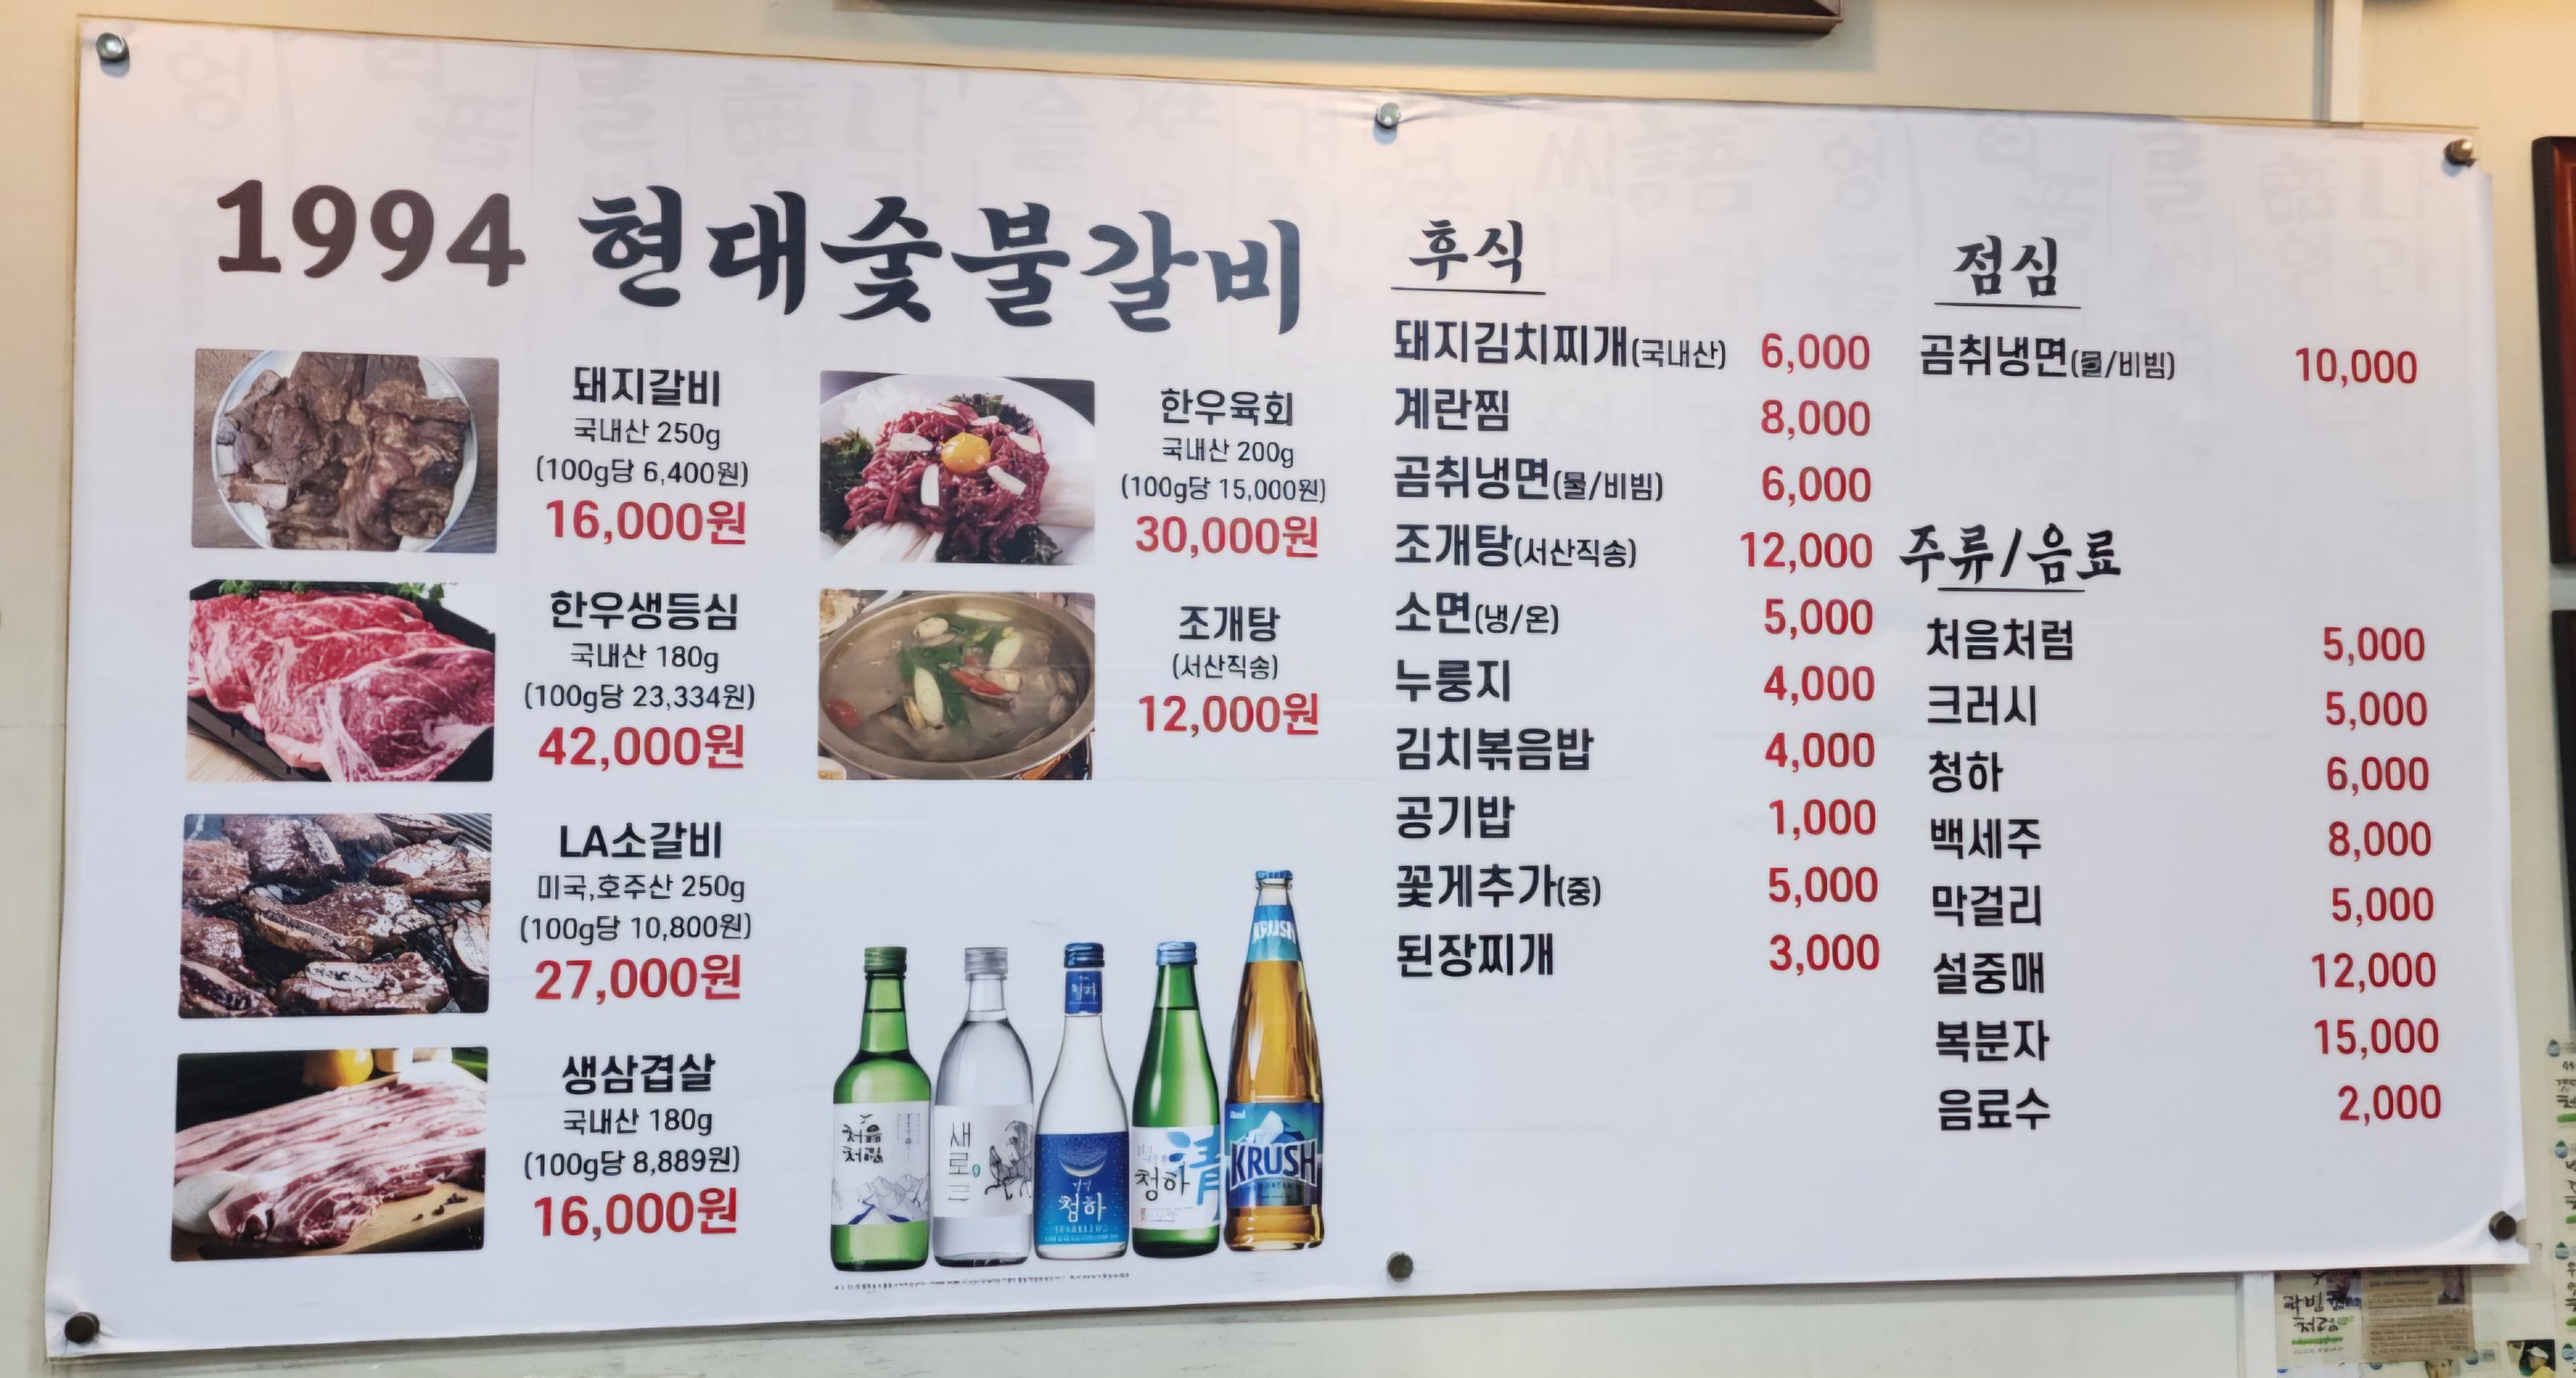 1994 현대숯불갈비
돼지갈비
국내산 250g
(100g당 6,400원)
16,000원
한우생등심
국내산 180g
(100g당 23,334원)
42,000원
LA소갈비
미국,호주산 250g
(100g당 10,800원)
27,000원
생삼겹살
국내산 180g
(100g당 8,889원)
16,000원
한우육회
국내산 200g
(100g당 15,000원)
30,000원
조개탕
(서산직송)
12,000원
처음
처럼
새
로
청하
청하
清
KRUSH
KRUSH
후식
돼지김치찌개(국내산) 6,000
계란찜 8,000
곰취냉면(물/비빔) 6,000
조개탕(서산직송) 12,000
소면(냉/온) 5,000
누룽지 4,000
김치볶음밥 4,000
공기밥 1,000
꽃게추가(중) 5,000
된장찌개 3,000
점심
곰취냉면(물/비빔) 10,000
주류/음료
처음처럼 5,000
크러시 5,000
청하 6,000
백세주 8,000
막걸리 5,000
설중매 12,000
복분자 15,000
음료수 2,000